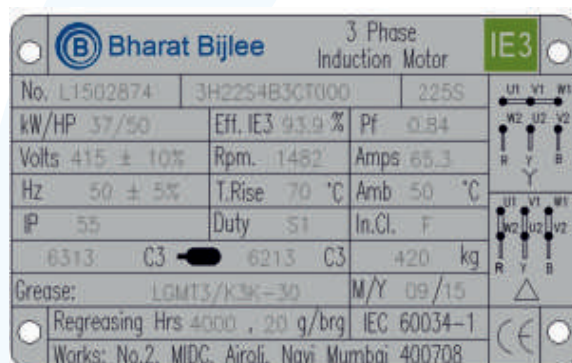 Bharat Bijlee 3 Phase Induction Motor IE3
No. L1502874 3H22S4B3CT000 225S
kW/HP 37/50 Eff. IE3 93.9 % Pf 0.84
Volts 415 ± 10% Rpm. 1482 Amps 65.3
Hz 50 ± 5% T.Rise 70 °C Amb 50 °C
IP 55 Duty S1 In.Cl. F
6313 C3 6213 C3 420 kg
Grease: LGMT3/K3K-30 M/Y 09/15
Regreasing Hrs 4000 , 20 g/brg IEC 60034-1
Works: No.2, MIDC, Airoli, Navi Mumbai 400708
U1 V1 W1
W2 U2 V2
R Y B
U1 V1 W1
W2 U2 V2
R Y B
CE